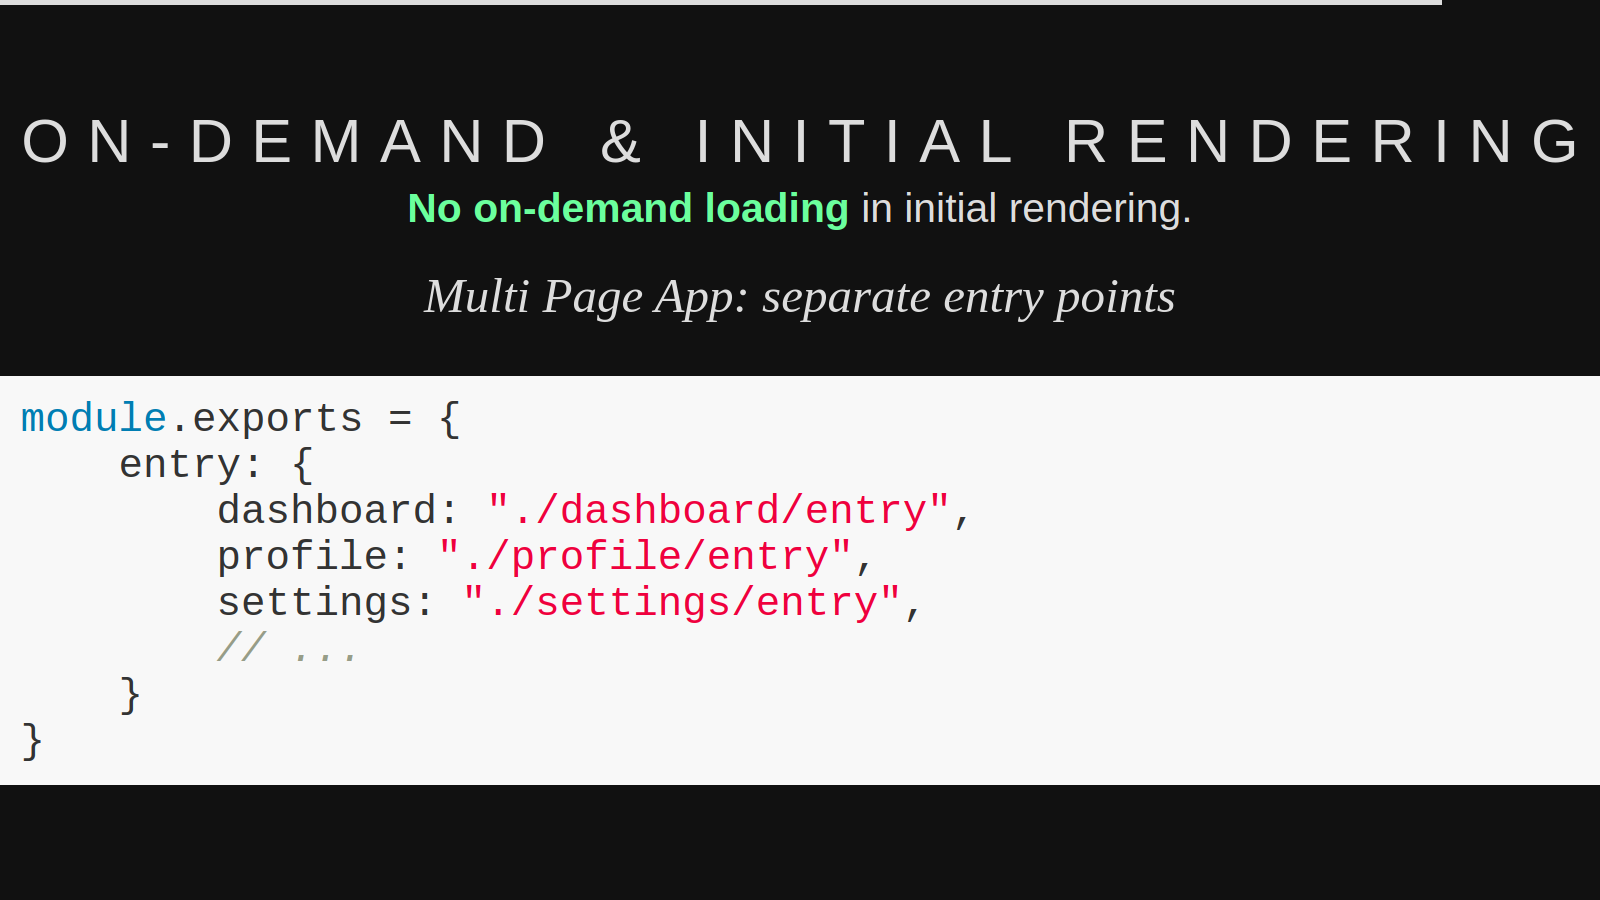 ON-DEMAND & INITIAL RENDERING
No on-demand loading in initial rendering.
Multi Page App: separate entry points
module.exports = {
    entry: {
        dashboard: "./dashboard/entry",
        profile: "./profile/entry",
        settings: "./settings/entry",
        // ...
    }
}